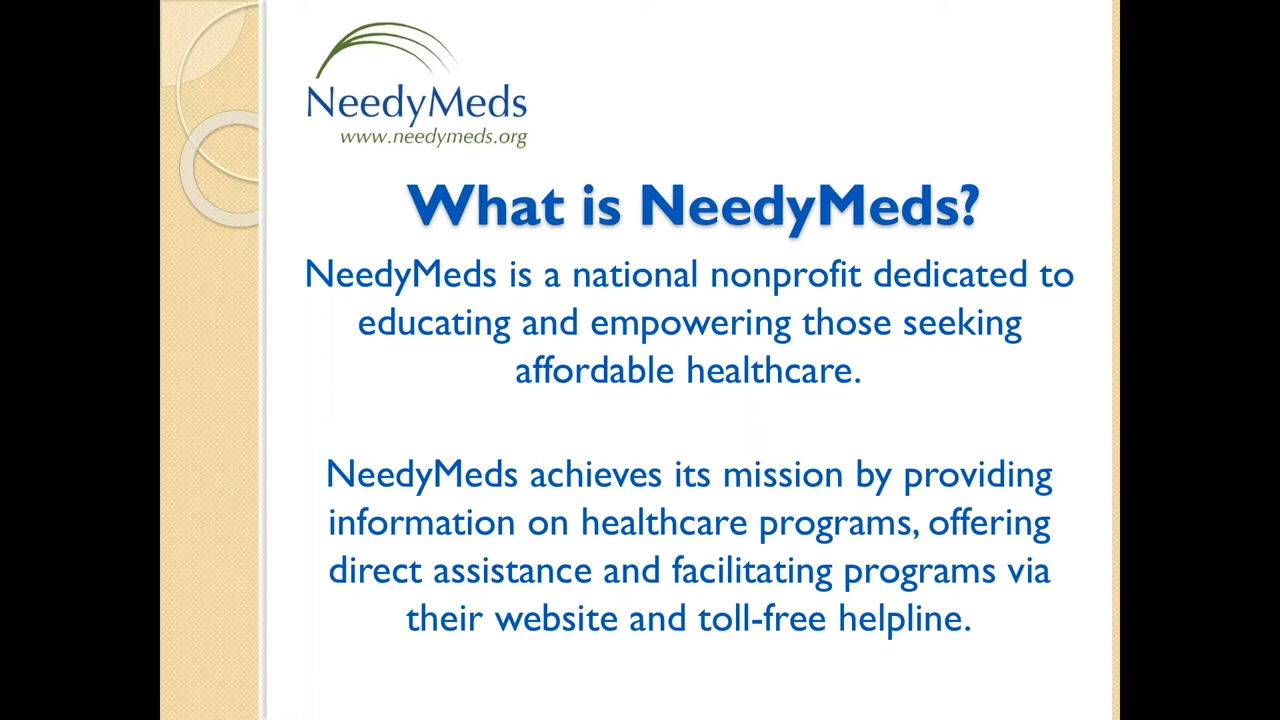 NeedyMeds
www.needymeds.org
What is NeedyMeds?
NeedyMeds is a national nonprofit dedicated to
educating and empowering those seeking
affordable healthcare.
NeedyMeds achieves its mission by providing
information on healthcare programs, offering
direct assistance and facilitating programs via
their website and toll-free helpline.